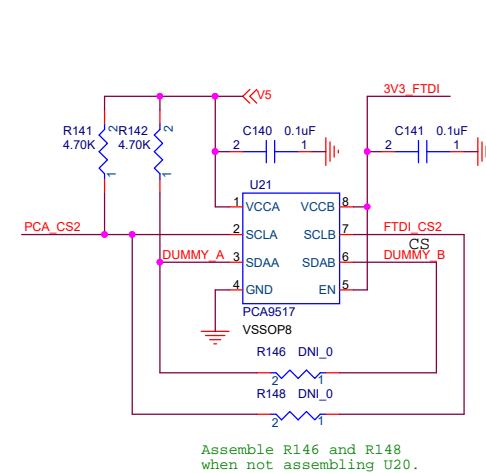 V5
3V3_FTDI
R141
4.70K
2
1
R142
4.70K
2
1
C140 0.1uF
2 1
C141 0.1uF
2 1
U21
1 VCCA VCCB 8
PCA_CS2
2 SCLA SCLB 7
FTDI_CS2
CS
DUMMY_A
3 SDAA SDAB 6
DUMMY_B
4 GND EN 5
PCA9517
VSSOP8
R146 DNI_0
2 1
R148 DNI_0
2 1
Assemble R146 and R148
when not assembling U20.